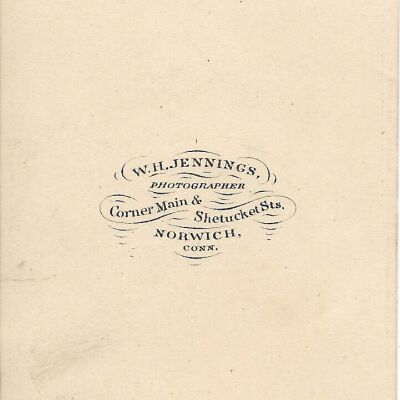 W.H. JENNINGS,
PHOTOGRAPHER
Corner Main &
Shetucket Sts.
NORWICH,
CONN.